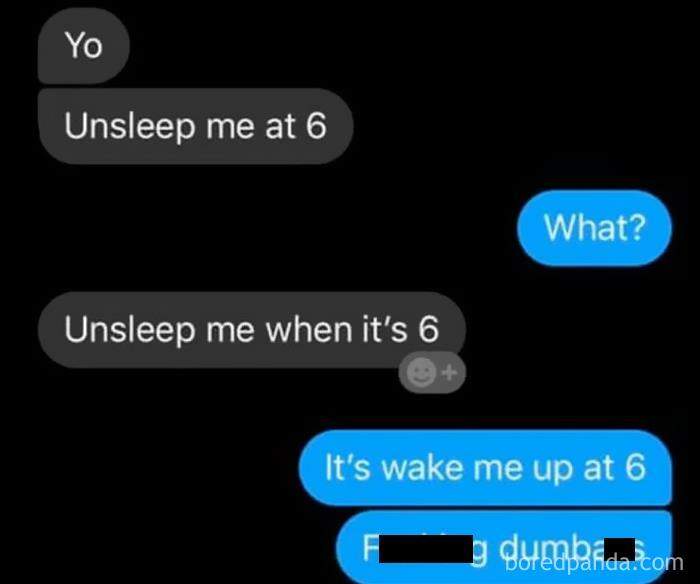 Yo
Unsleep me at 6
What?
Unsleep me when it's 6
It's wake me up at 6
boredpanda.com